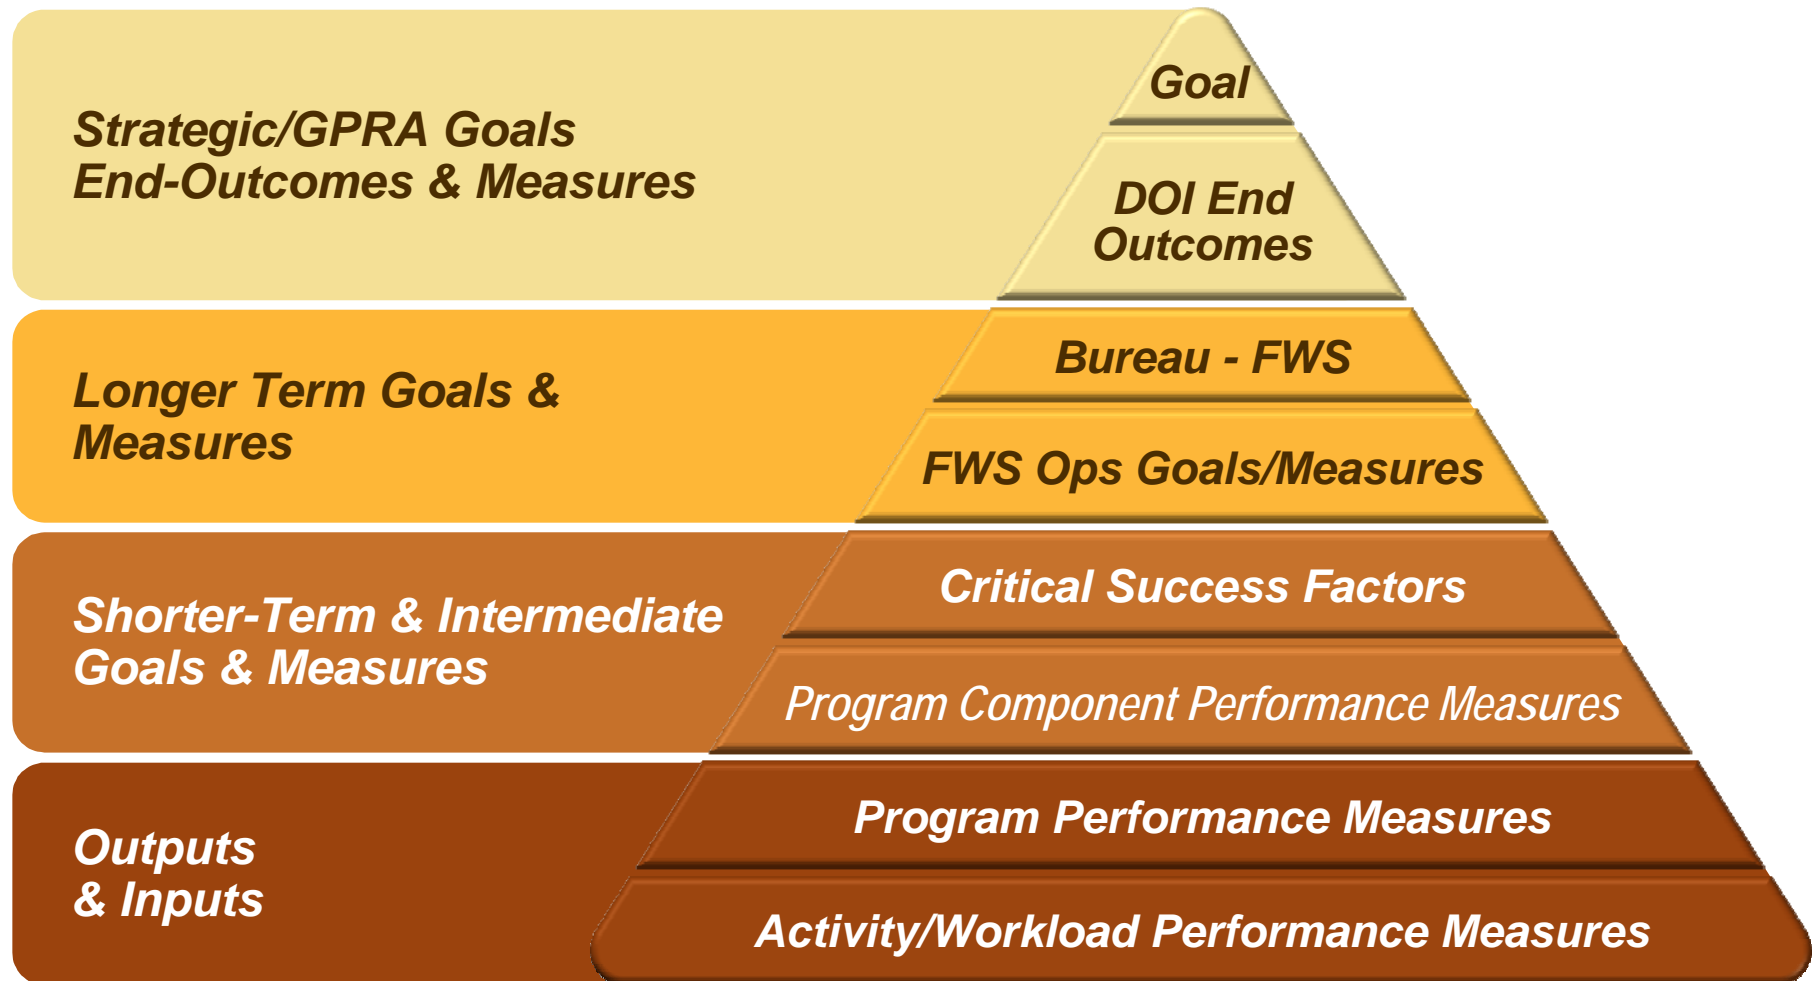 Strategic/GPRA Goals
End-Outcomes & Measures
Goal
DOI End
Outcomes
Longer Term Goals &
Measures
Bureau - FWS
FWS Ops Goals/Measures
Shorter-Term & Intermediate
Goals & Measures
Critical Success Factors
Program Component Performance Measures
Outputs
& Inputs
Program Performance Measures
Activity/Workload Performance Measures